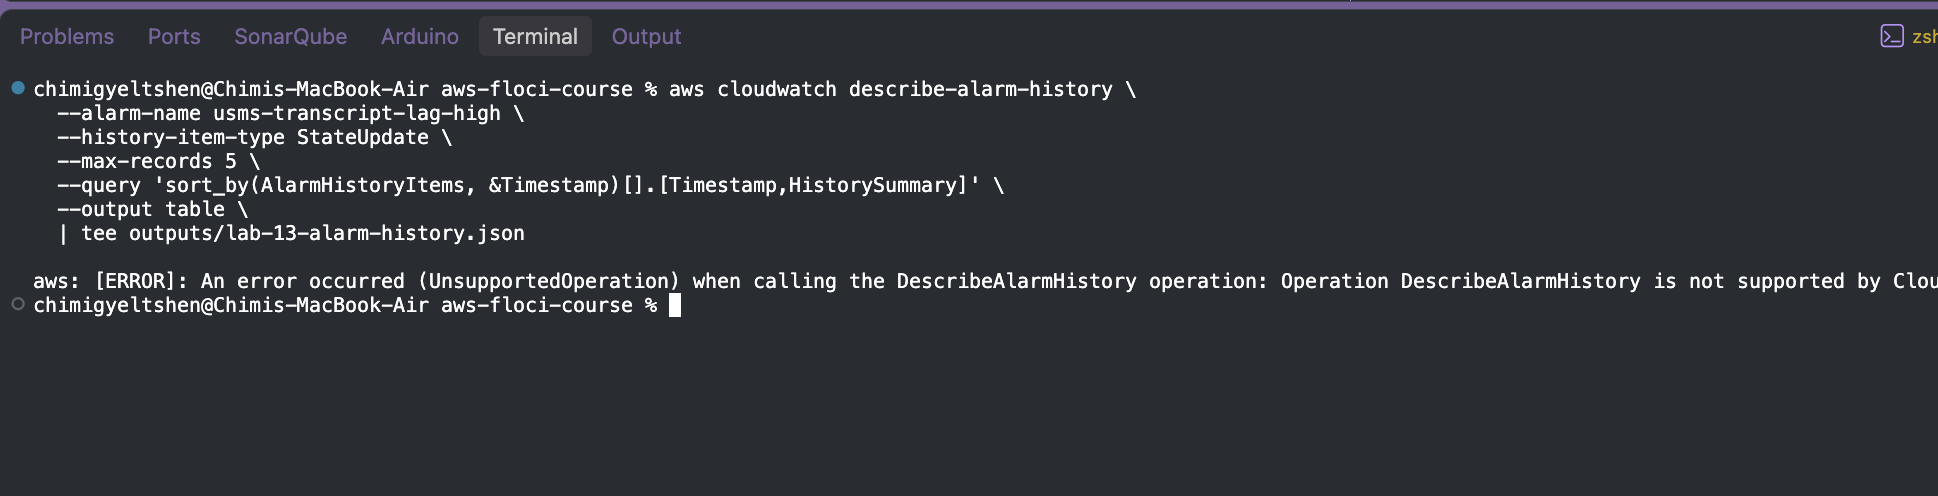 Problems Ports SonarQube Arduino Terminal Output zsh
chimigyeltshen@Chimis-MacBook-Air aws-floci-course % aws cloudwatch describe-alarm-history \
--alarm-name usms-transcript-lag-high \
--history-item-type StateUpdate \
--max-records 5 \
--query 'sort_by(AlarmHistoryItems, &Timestamp)[].[Timestamp,HistorySummary]' \
--output table \
| tee outputs/lab-13-alarm-history.json
aws: [ERROR]: An error occurred (UnsupportedOperation) when calling the DescribeAlarmHistory operation: Operation DescribeAlarmHistory is not supported by Clou
chimigyeltshen@Chimis-MacBook-Air aws-floci-course %